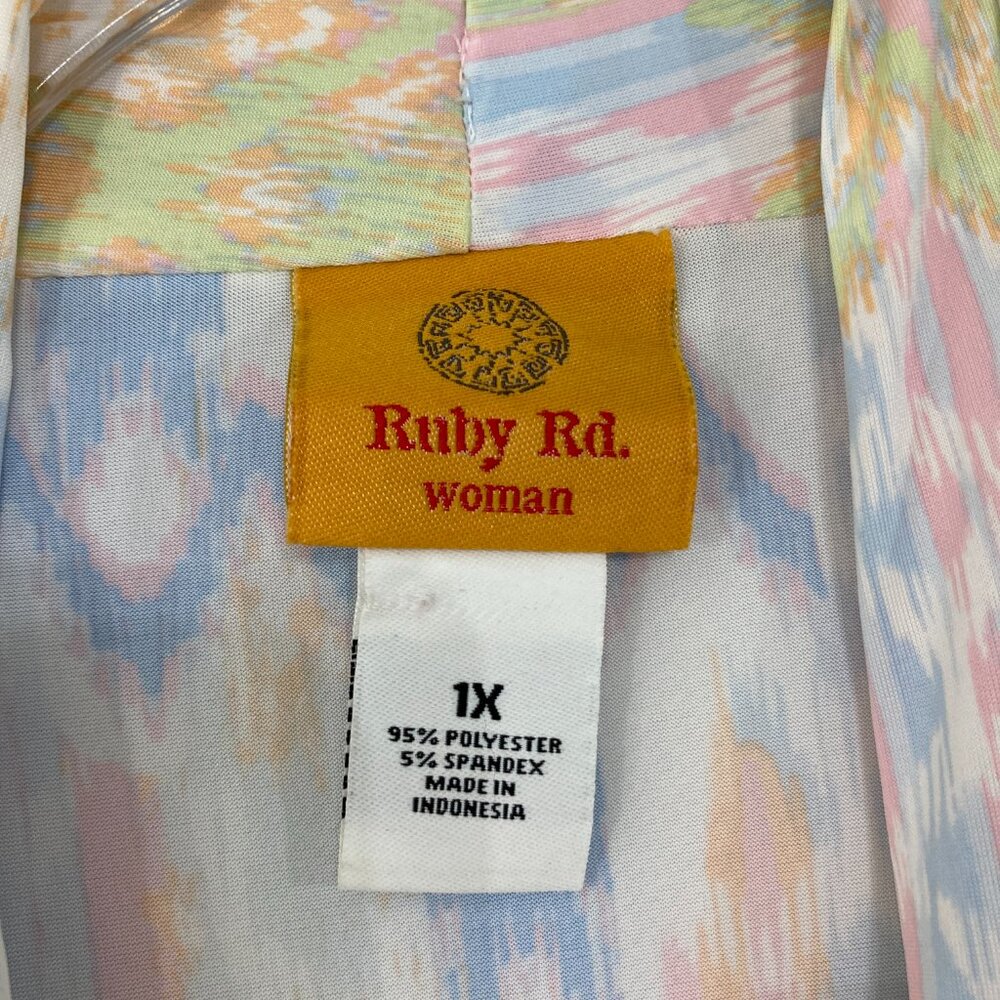 Ruby Rd.
woman
1X
95% POLYESTER
5% SPANDEX
MADE IN
INDONESIA